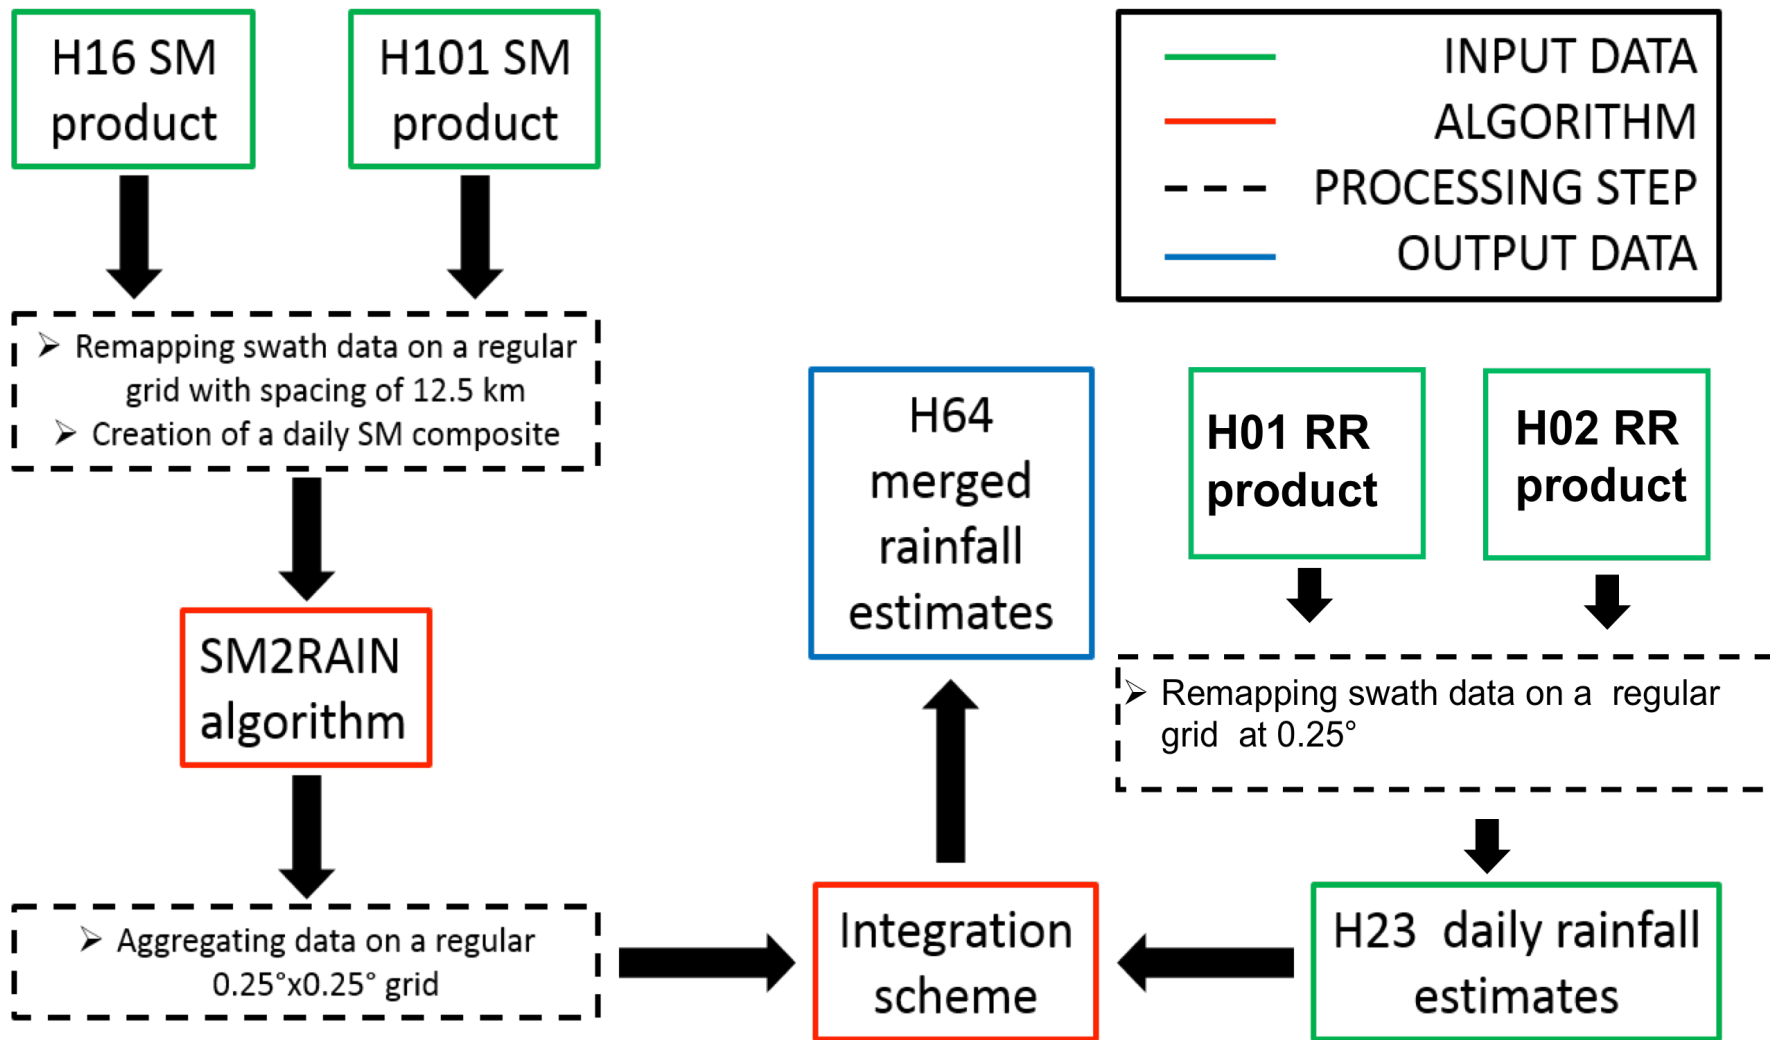 H16 SM
product
H101 SM
product
INPUT DATA
ALGORITHM
PROCESSING STEP
OUTPUT DATA
➢ Remapping swath data on a regular
grid with spacing of 12.5 km
➢ Creation of a daily SM composite
SM2RAIN
algorithm
➢ Aggregating data on a regular
0.25°x0.25° grid
H64
merged
rainfall
estimates
Integration
scheme
H01 RR
product
H02 RR
product
➢ Remapping swath data on a regular
grid at 0.25°
H23 daily rainfall
estimates